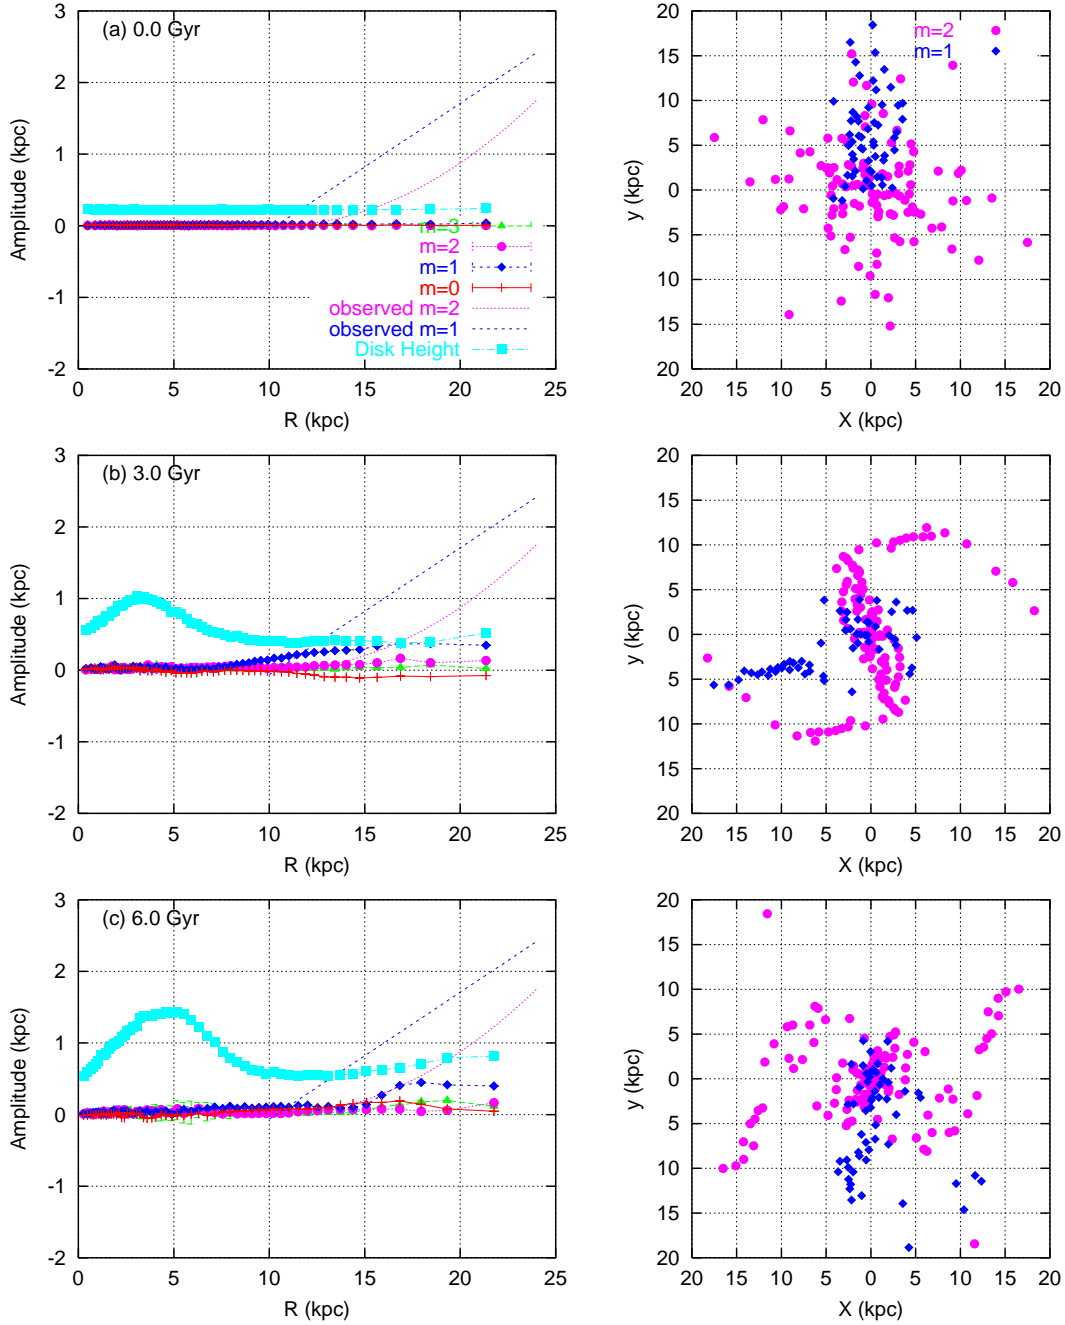 (a) 0.0 Gyr
3
2
1
0
-1
-2
Amplitude (kpc)
m=3
m=2
m=1
m=0
observed m=2
observed m=1
Disk Height
0 5 10 15 20 25
R (kpc)
m=2
m=1
20
15
10
5
0
5
10
15
20
y (kpc)
20 15 10 5 0 5 10 15 20
X (kpc)
(b) 3.0 Gyr
3
2
1
0
-1
-2
Amplitude (kpc)
0 5 10 15 20 25
R (kpc)
20
15
10
5
0
5
10
15
20
y (kpc)
20 15 10 5 0 5 10 15 20
X (kpc)
(c) 6.0 Gyr
3
2
1
0
-1
-2
Amplitude (kpc)
0 5 10 15 20 25
R (kpc)
20
15
10
5
0
5
10
15
20
y (kpc)
20 15 10 5 0 5 10 15 20
X (kpc)